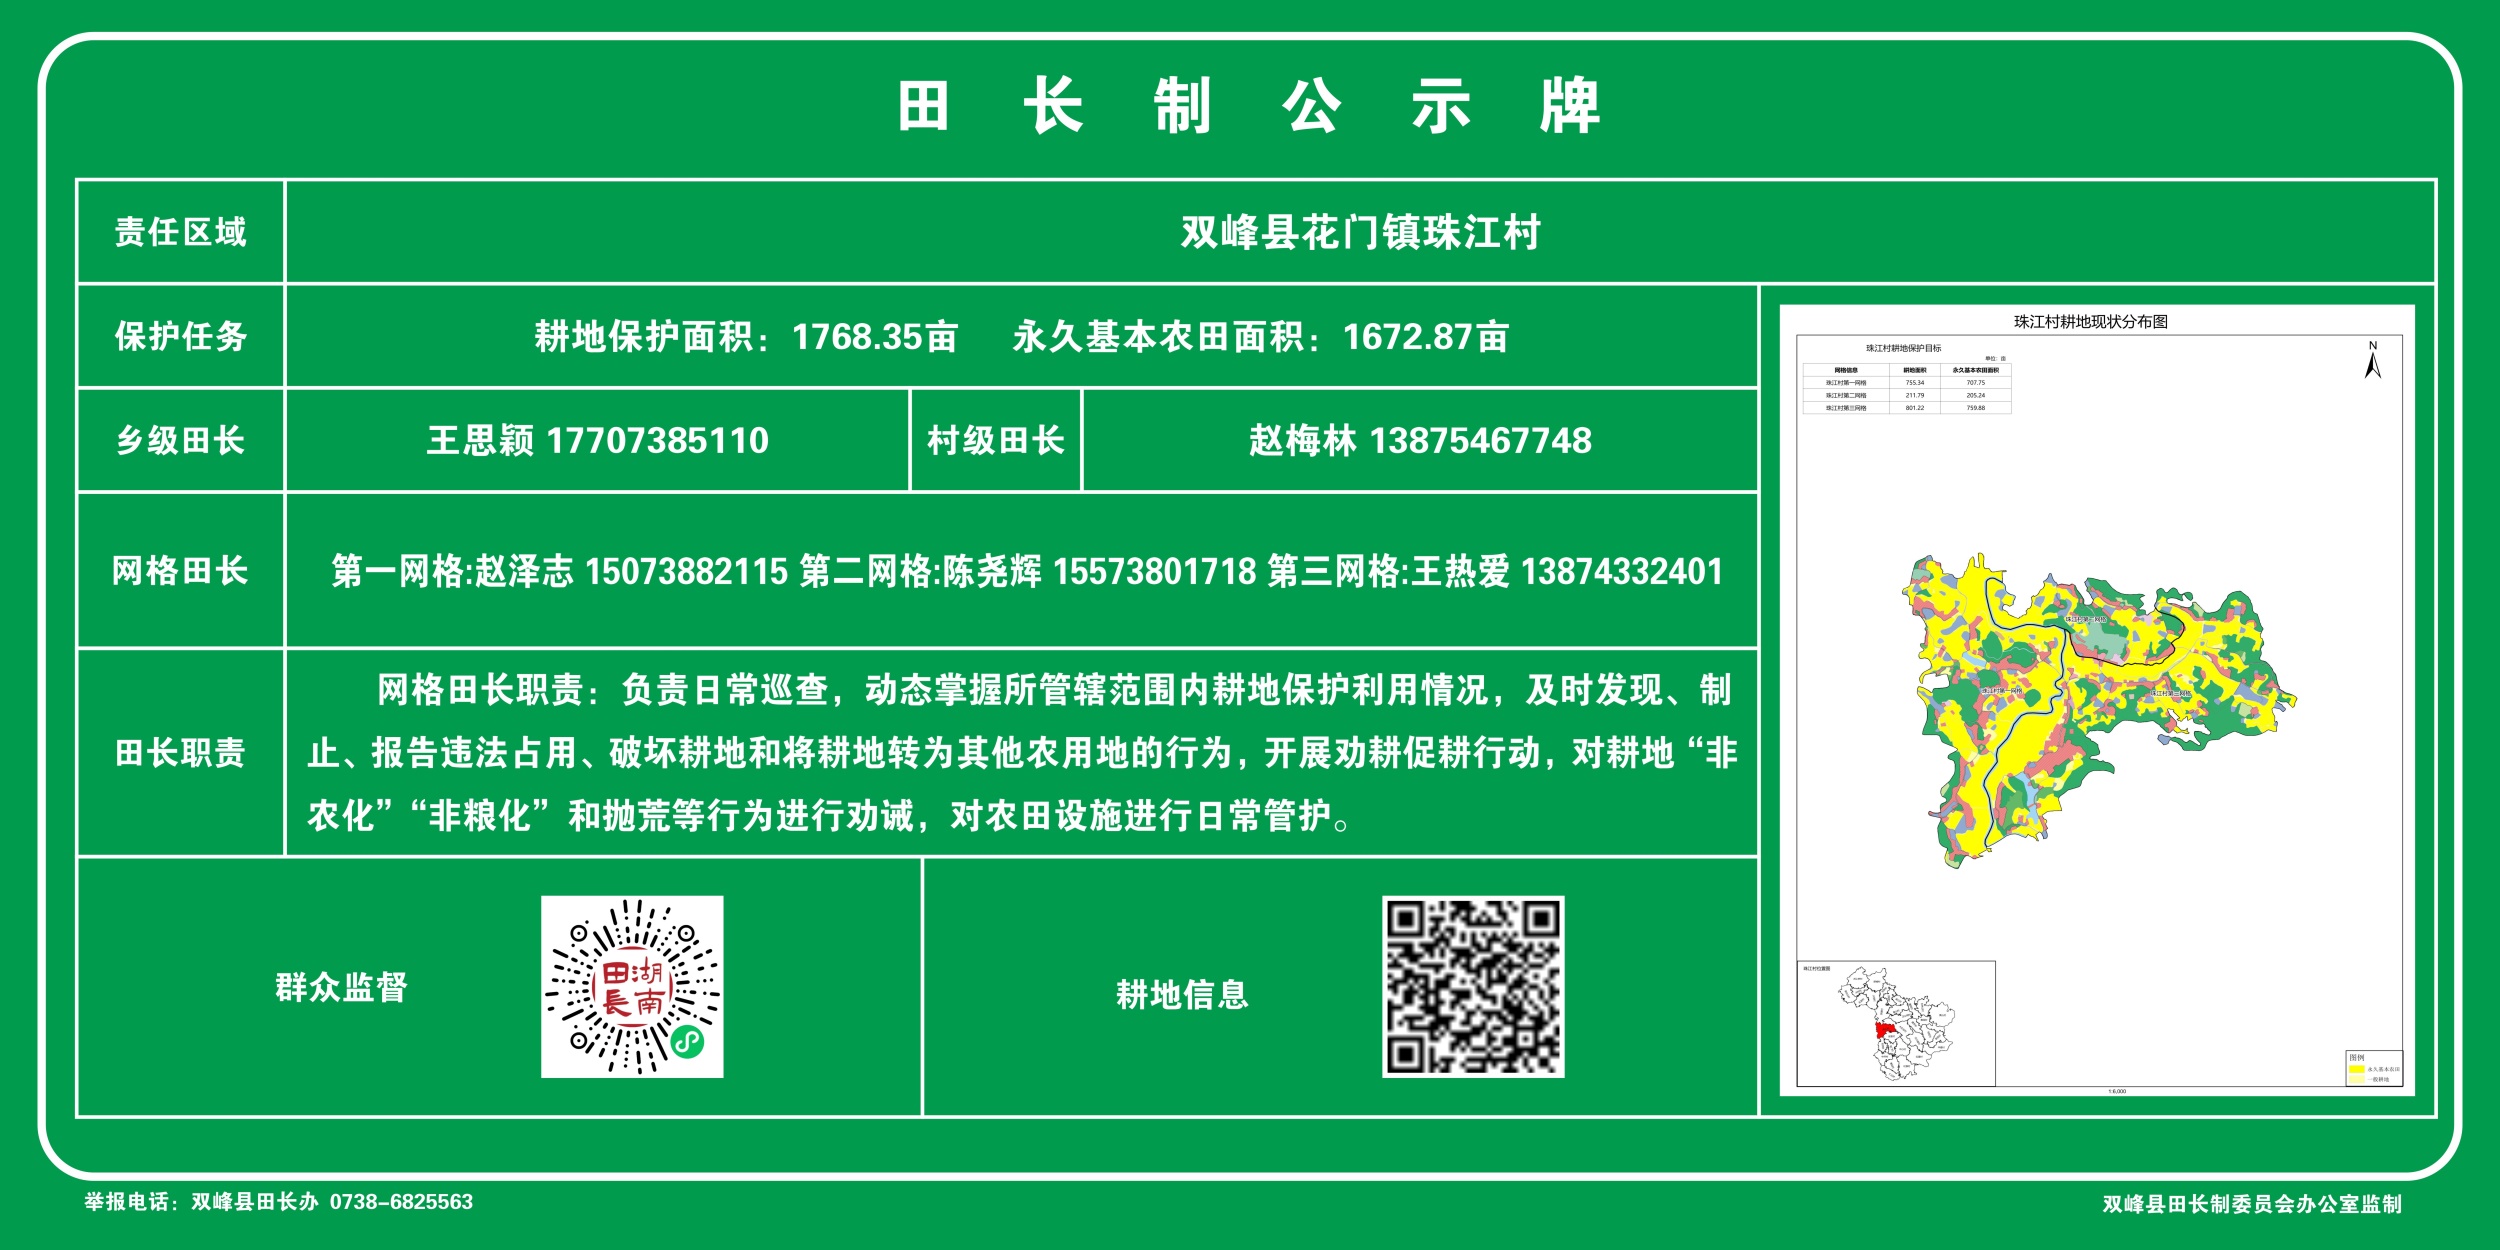 田长制公示牌
责任区域
双峰县花门镇珠江村
保护任务
耕地保护面积：1768.35亩 永久基本农田面积：1672.87亩
乡级田长
王思颖 17707385110
村级田长
赵梅林 13875467748
网格田长
第一网格:赵泽志 15073882115 第二网格:陈尧辉 15573801718 第三网格:王热爱 13874332401
田长职责
网格田长职责：负责日常巡查，动态掌握所管辖范围内耕地保护利用情况，及时发现、制
止、报告违法占用、破坏耕地和将耕地转为其他农用地的行为，开展劝耕促耕行动，对耕地“非
农化”“非粮化”和抛荒等行为进行劝诫，对农田设施进行日常管护。
群众监督
湖南
田長
耕地信息
珠江村耕地现状分布图
珠江村耕地保护目标
单位：亩
网格信息 耕地面积 永久基本农田面积
珠江村第一网格 755.34 707.75
珠江村第二网格 211.79 205.24
珠江村第三网格 801.22 759.88
N
珠江村第二网格
珠江村第一网格
珠江村第三网格
珠江村位置图
图例
永久基本农田
一般耕地
1:6,000
举报电话：双峰县田长办 0738-6825563
双峰县田长制委员会办公室监制